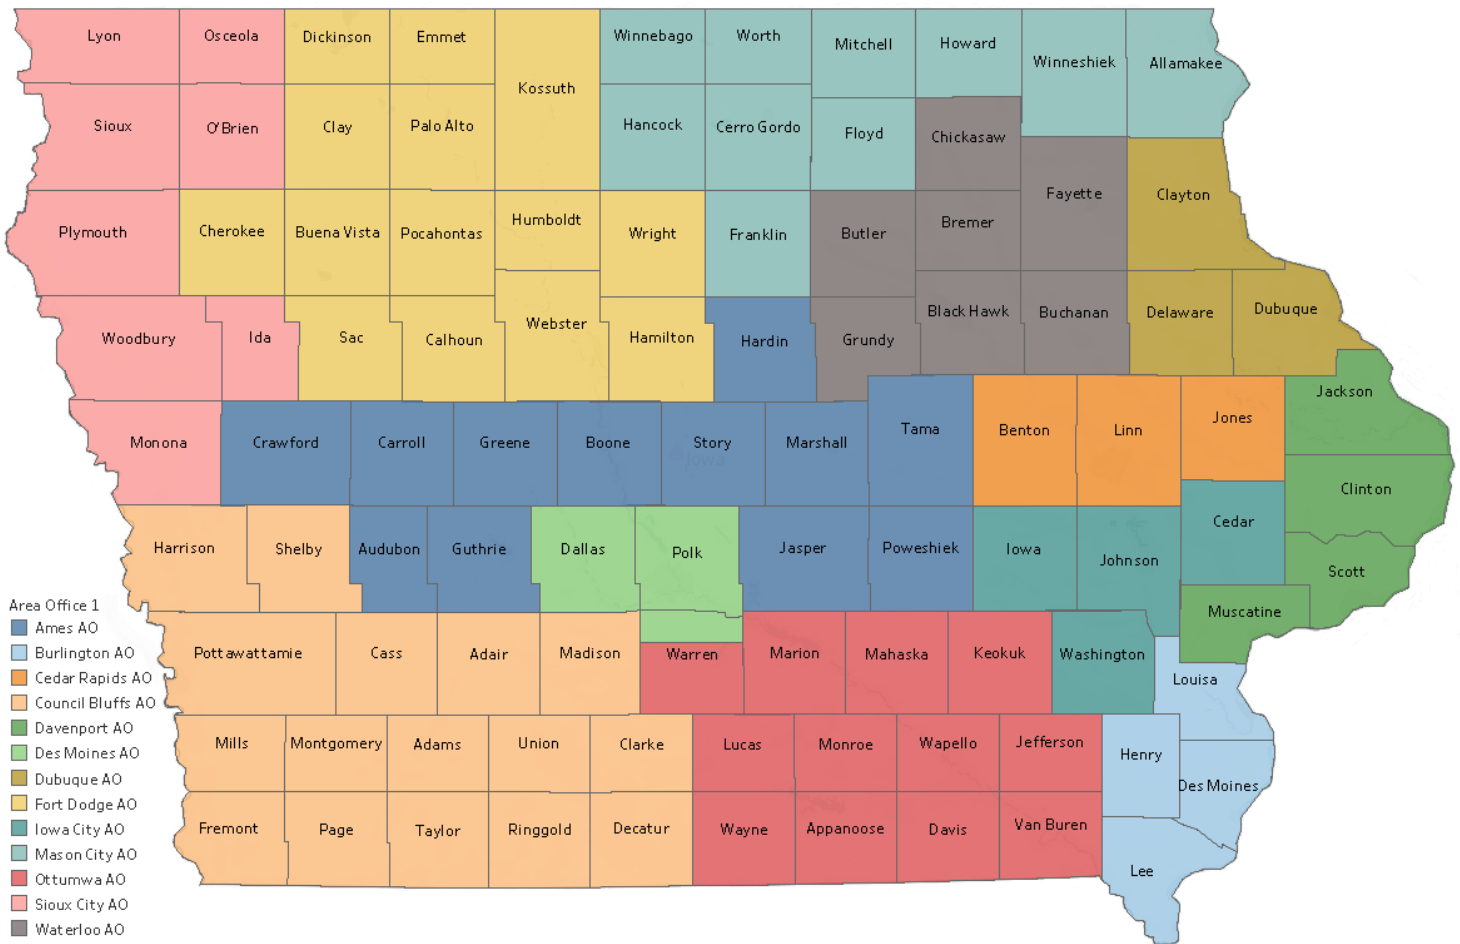 Lyon
Osceola
Dickinson
Emmet
Kossuth
Winnebago
Worth
Mitchell
Howard
Winneshiek
Allamakee
Sioux
O'Brien
Clay
Palo Alto
Hancock
Cerro Gordo
Floyd
Chickasaw
Fayette
Clayton
Plymouth
Cherokee
Buena Vista
Pocahontas
Humboldt
Wright
Franklin
Butler
Bremer
Woodbury
Ida
Sac
Calhoun
Webster
Hamilton
Hardin
Grundy
Black Hawk
Buchanan
Delaware
Dubuque
Monona
Crawford
Carroll
Greene
Boone
Story
Iowa
Marshall
Tama
Benton
Linn
Jones
Jackson
Clinton
Harrison
Shelby
Audubon
Guthrie
Dallas
Polk
Jasper
Poweshiek
Iowa
Johnson
Cedar
Scott
Muscatine
Pottawattamie
Cass
Adair
Madison
Warren
Marion
Mahaska
Keokuk
Washington
Louisa
Mills
Montgomery
Adams
Union
Clarke
Lucas
Monroe
Wapello
Jefferson
Henry
Des Moines
Fremont
Page
Taylor
Ringgold
Decatur
Wayne
Appanoose
Davis
Van Buren
Lee
Area Office 1
Ames AO
Burlington AO
Cedar Rapids AO
Council Bluffs AO
Davenport AO
Des Moines AO
Dubuque AO
Fort Dodge AO
Iowa City AO
Mason City AO
Ottumwa AO
Sioux City AO
Waterloo AO